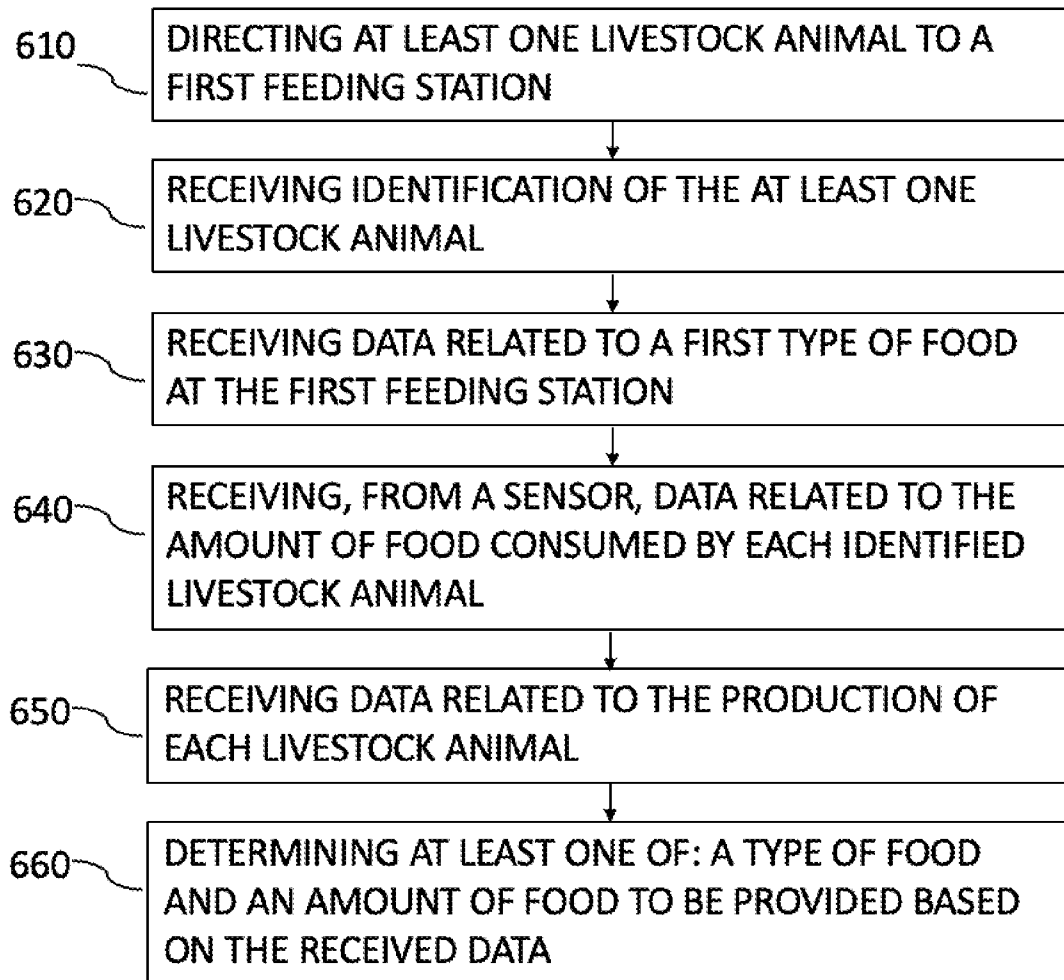 610
DIRECTING AT LEAST ONE LIVESTOCK ANIMAL TO A
FIRST FEEDING STATION
620
RECEIVING IDENTIFICATION OF THE AT LEAST ONE
LIVESTOCK ANIMAL
630
RECEIVING DATA RELATED TO A FIRST TYPE OF FOOD
AT THE FIRST FEEDING STATION
640
RECEIVING, FROM A SENSOR, DATA RELATED TO THE
AMOUNT OF FOOD CONSUMED BY EACH IDENTIFIED
LIVESTOCK ANIMAL
650
RECEIVING DATA RELATED TO THE PRODUCTION OF
EACH LIVESTOCK ANIMAL
660
DETERMINING AT LEAST ONE OF: A TYPE OF FOOD
AND AN AMOUNT OF FOOD TO BE PROVIDED BASED
ON THE RECEIVED DATA